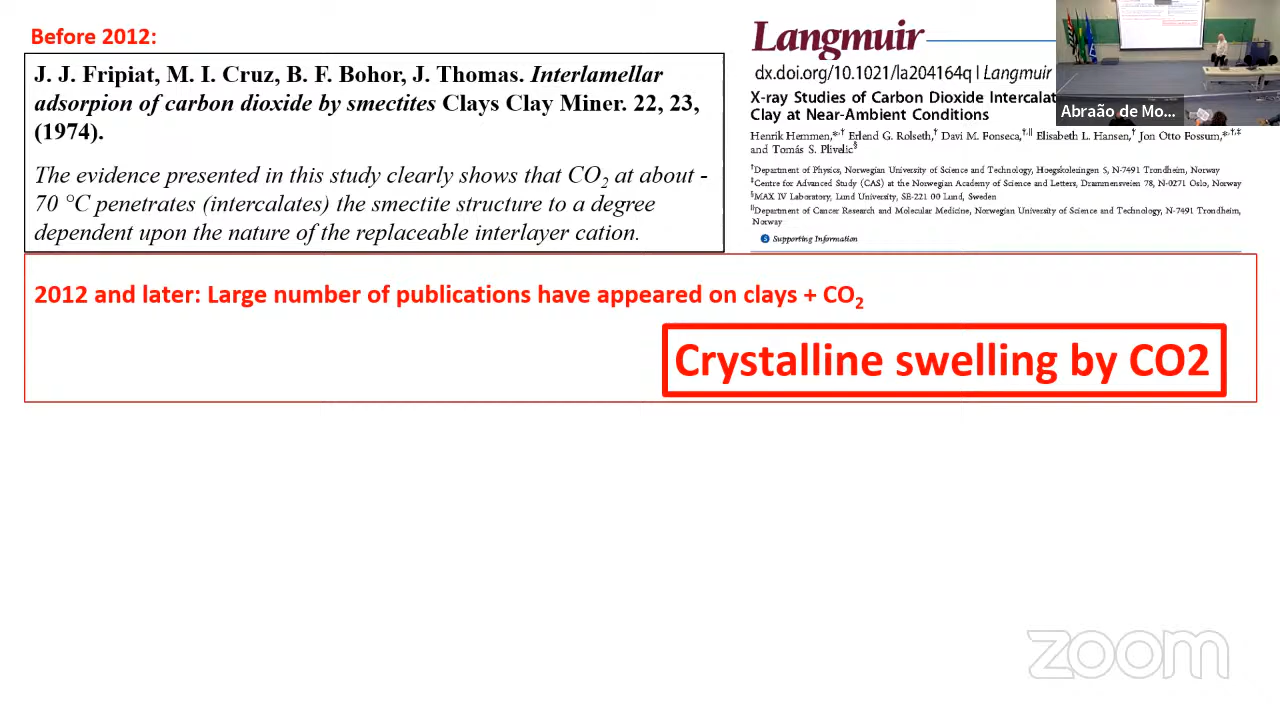 Before 2012:
J. J. Fripiat, M. I. Cruz, B. F. Bohor, J. Thomas. Interlamellar
adsorpion of carbon dioxide by smectites Clays Clay Miner. 22, 23,
(1974).
The evidence presented in this study clearly shows that CO2 at about -
70 °C penetrates (intercalates) the smectite structure to a degree
dependent upon the nature of the replaceable interlayer cation.
Langmuir
dx.doi.org/10.1021/la204164q | Langmuir
X-ray Studies of Carbon Dioxide Intercalat
Clay at Near-Ambient Conditions
Henrik Hemmen,*,† Erlend G. Rolseth,† Davi M. Fonseca,†,‖ Elisabeth L. Hansen,† Jon Otto Fossum,*,†,‡
and Tomás S. Plivelic§
†Department of Physics, Norwegian University of Science and Technology, Hoegskoleringen 5, N-7491 Trondheim, Norway
‡Centre for Advanced Study (CAS) at the Norwegian Academy of Science and Letters, Drammensveien 78, N-0271 Oslo, Norway
§MAX IV Laboratory, Lund University, SE-221 00 Lund, Sweden
‖Department of Cancer Research and Molecular Medicine, Norwegian University of Science and Technology, N-7491 Trondheim,
Norway
S Supporting Information
Abraão de Mo...
2012 and later: Large number of publications have appeared on clays + CO2
Crystalline swelling by CO2
zoom